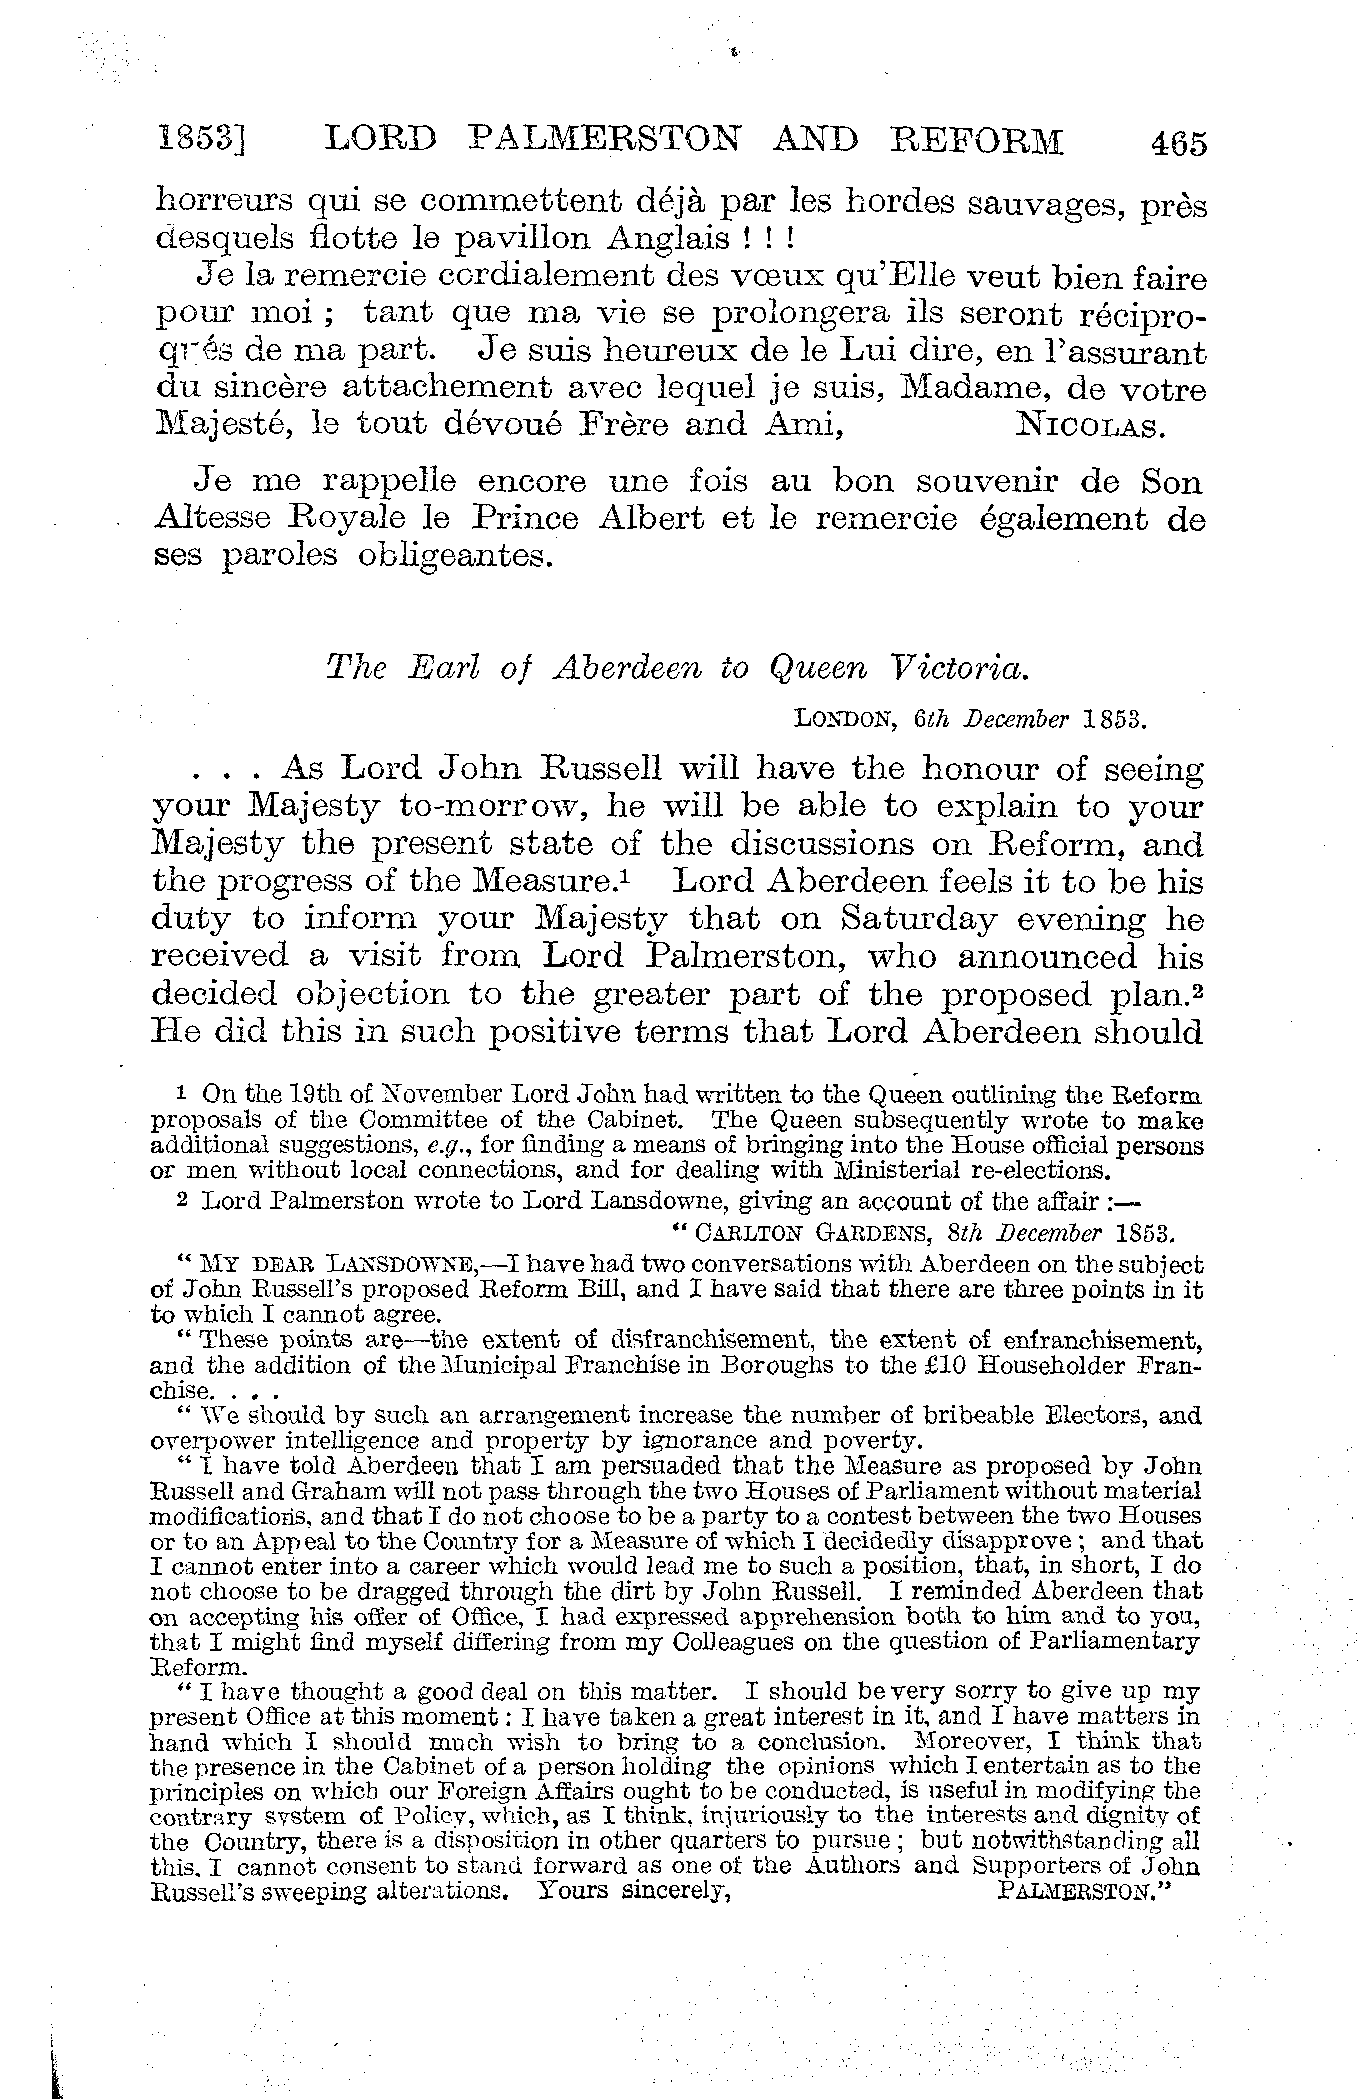 1853] LORD PALMERSTON AND REFORM 465
horreurs qui se commettent déjà par les hordes sauvages, près
desquels flotte le pavillon Anglais ! ! !
Je la remercie cordialement des vœux qu'Elle veut bien faire
pour moi ; tant que ma vie se prolongera ils seront récipro-
qués de ma part. Je suis heureux de le Lui dire, en l'assurant
du sincère attachement avec lequel je suis, Madame, de votre
Majesté, le tout dévoué Frère and Ami, NICOLAS.
Je me rappelle encore une fois au bon souvenir de Son
Altesse Royale le Prince Albert et le remercie également de
ses paroles obligeantes.
The Earl of Aberdeen to Queen Victoria.
LONDON, 6th December 1853.
. . . As Lord John Russell will have the honour of seeing
your Majesty to-morrow, he will be able to explain to your
Majesty the present state of the discussions on Reform, and
the progress of the Measure.¹ Lord Aberdeen feels it to be his
duty to inform your Majesty that on Saturday evening he
received a visit from Lord Palmerston, who announced his
decided objection to the greater part of the proposed plan.²
He did this in such positive terms that Lord Aberdeen should
1 On the 19th of November Lord John had written to the Queen outlining the Reform
proposals of the Committee of the Cabinet. The Queen subsequently wrote to make
additional suggestions, e.g., for finding a means of bringing into the House official persons
or men without local connections, and for dealing with Ministerial re-elections.
2 Lord Palmerston wrote to Lord Lansdowne, giving an account of the affair :—
“ CARLTON GARDENS, 8th December 1853.
“ MY DEAR LANSDOWNE,—I have had two conversations with Aberdeen on the subject
of John Russell's proposed Reform Bill, and I have said that there are three points in it
to which I cannot agree.
“ These points are—the extent of disfranchisement, the extent of enfranchisement,
and the addition of the Municipal Franchise in Boroughs to the £10 Householder Fran-
chise. . . .
“ We should by such an arrangement increase the number of bribeable Electors, and
overpower intelligence and property by ignorance and poverty.
“ I have told Aberdeen that I am persuaded that the Measure as proposed by John
Russell and Graham will not pass through the two Houses of Parliament without material
modifications, and that I do not choose to be a party to a contest between the two Houses
or to an Appeal to the Country for a Measure of which I decidedly disapprove ; and that
I cannot enter into a career which would lead me to such a position, that, in short, I do
not choose to be dragged through the dirt by John Russell. I reminded Aberdeen that
on accepting his offer of Office, I had expressed apprehension both to him and to you,
that I might find myself differing from my Colleagues on the question of Parliamentary
Reform.
“ I have thought a good deal on this matter. I should be very sorry to give up my
present Office at this moment : I have taken a great interest in it, and I have matters in
hand which I should much wish to bring to a conclusion. Moreover, I think that
the presence in the Cabinet of a person holding the opinions which I entertain as to the
principles on which our Foreign Affairs ought to be conducted, is useful in modifying the
contrary system of Policy, which, as I think, injuriously to the interests and dignity of
the Country, there is a disposition in other quarters to pursue ; but notwithstanding all
this, I cannot consent to stand forward as one of the Authors and Supporters of John
Russell's sweeping alterations. Yours sincerely, PALMERSTON.”